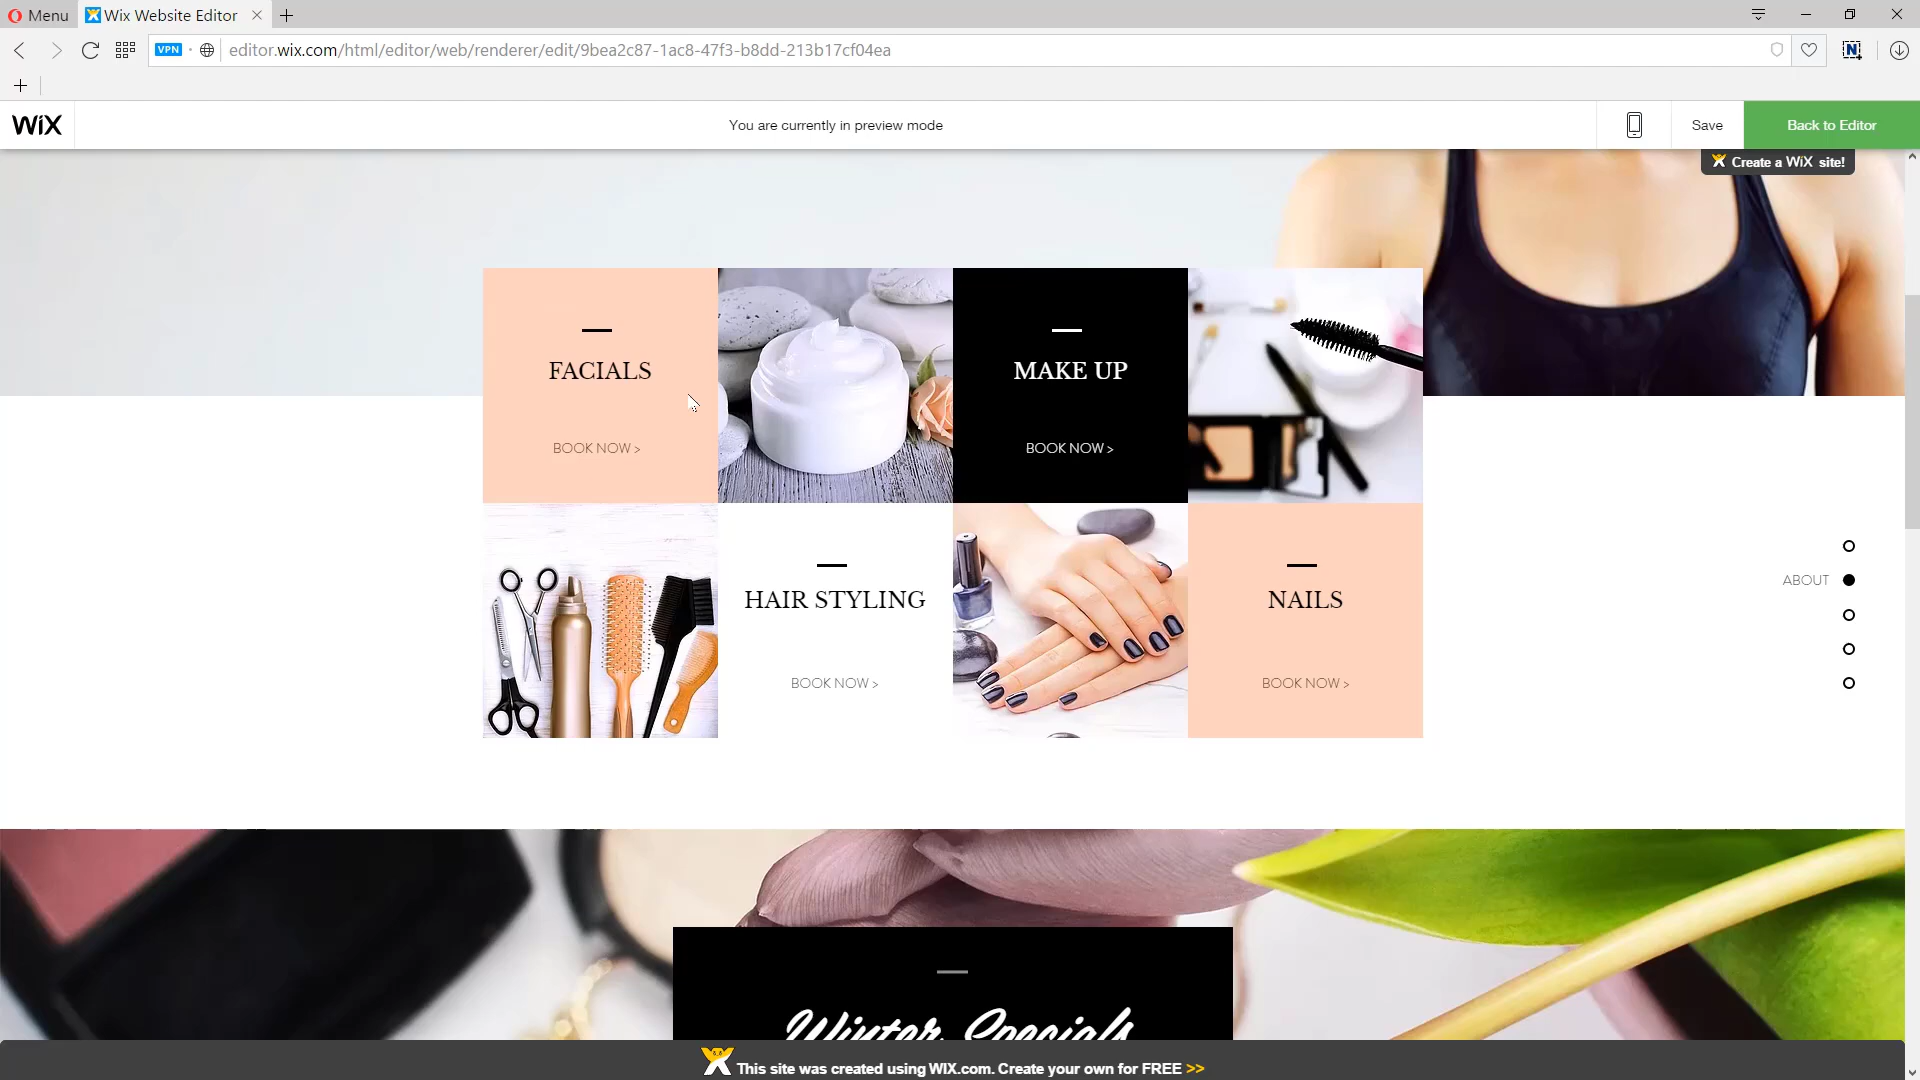 Menu
Wix Website Editor
VPN
editor.wix.com/html/editor/web/renderer/edit/9bea2c87-1ac8-47f3-b8dd-213b17cf04ea
N
WiX
You are currently in preview mode
Save
Back to Editor
Create a WiX site!
FACIALS
MAKE UP
BOOK NOW >
BOOK NOW >
ABOUT
HAIR STYLING
NAILS
BOOK NOW >
BOOK NOW >
Winter Specials
This site was created using WIX.com. Create your own for FREE >>